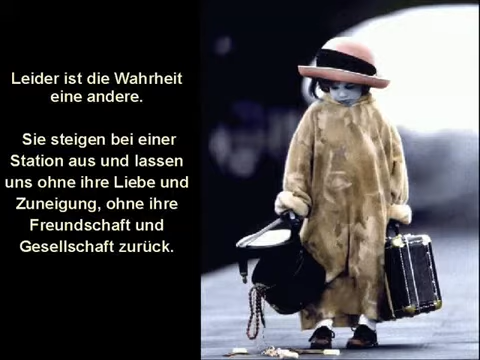 Leider ist die Wahrheit
eine andere.
Sie steigen bei einer
Station aus und lassen
uns ohne ihre Liebe und
Zuneigung, ohne ihre
Freundschaft und
Gesellschaft zurück.